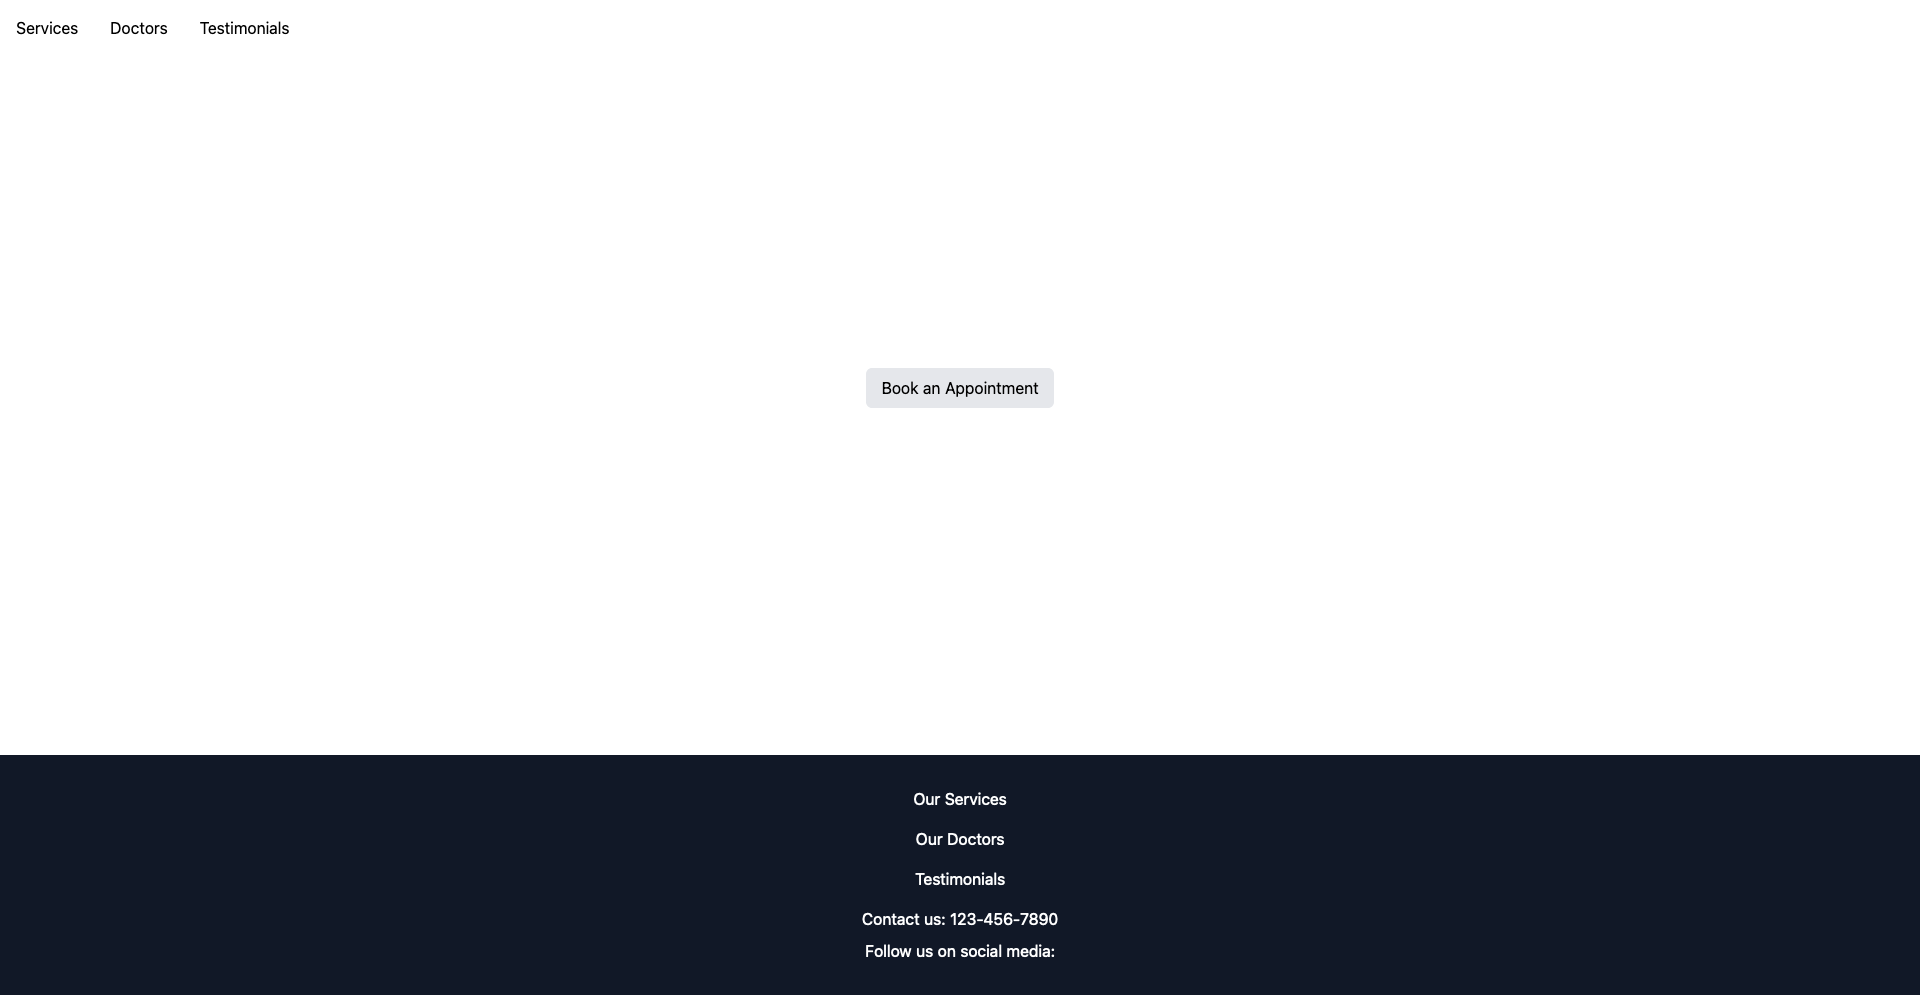 Services Doctors Testimonials
Book an Appointment
Our Services
Our Doctors
Testimonials
Contact us: 123-456-7890
Follow us on social media: